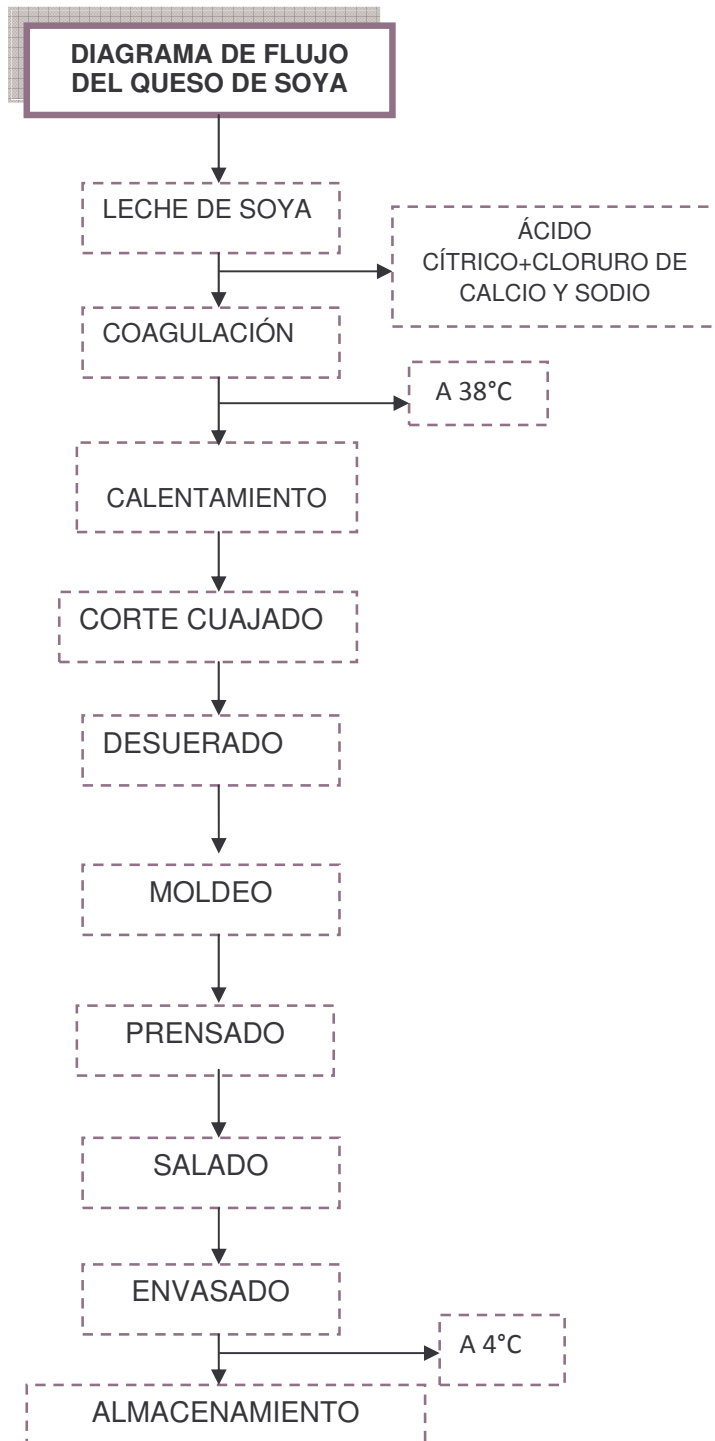 DIAGRAMA DE FLUJO
DEL QUESO DE SOYA
LECHE DE SOYA
ÁCIDO
CÍTRICO+CLORURO DE
CALCIO Y SODIO
COAGULACIÓN
A 38°C
CALENTAMIENTO
CORTE CUAJADO
DESUERADO
MOLDEO
PRENSADO
SALADO
ENVASADO
A 4°C
ALMACENAMIENTO